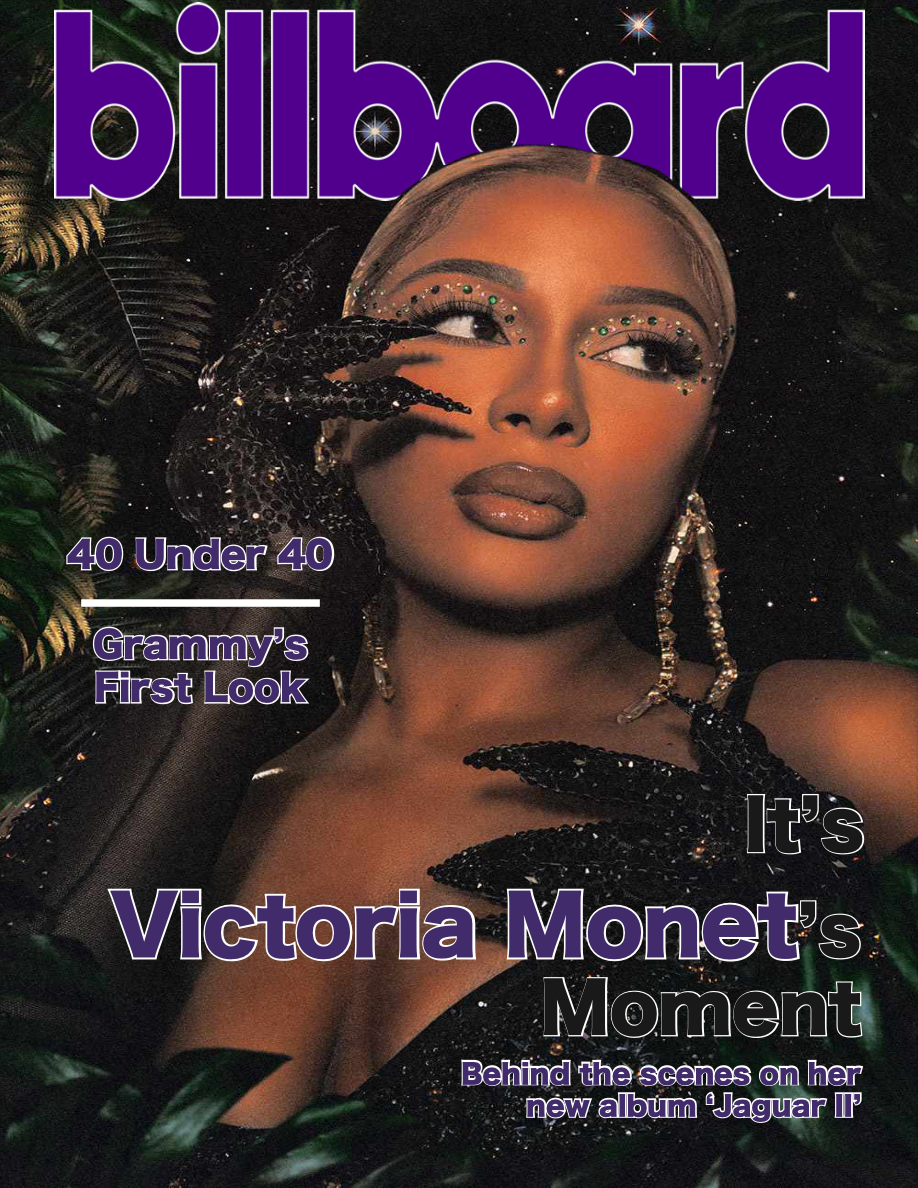 billboard
40 Under 40
Grammy’s
First Look
It’s
Victoria Monet’s
Moment
Behind the scenes on her
new album ‘Jaguar II’